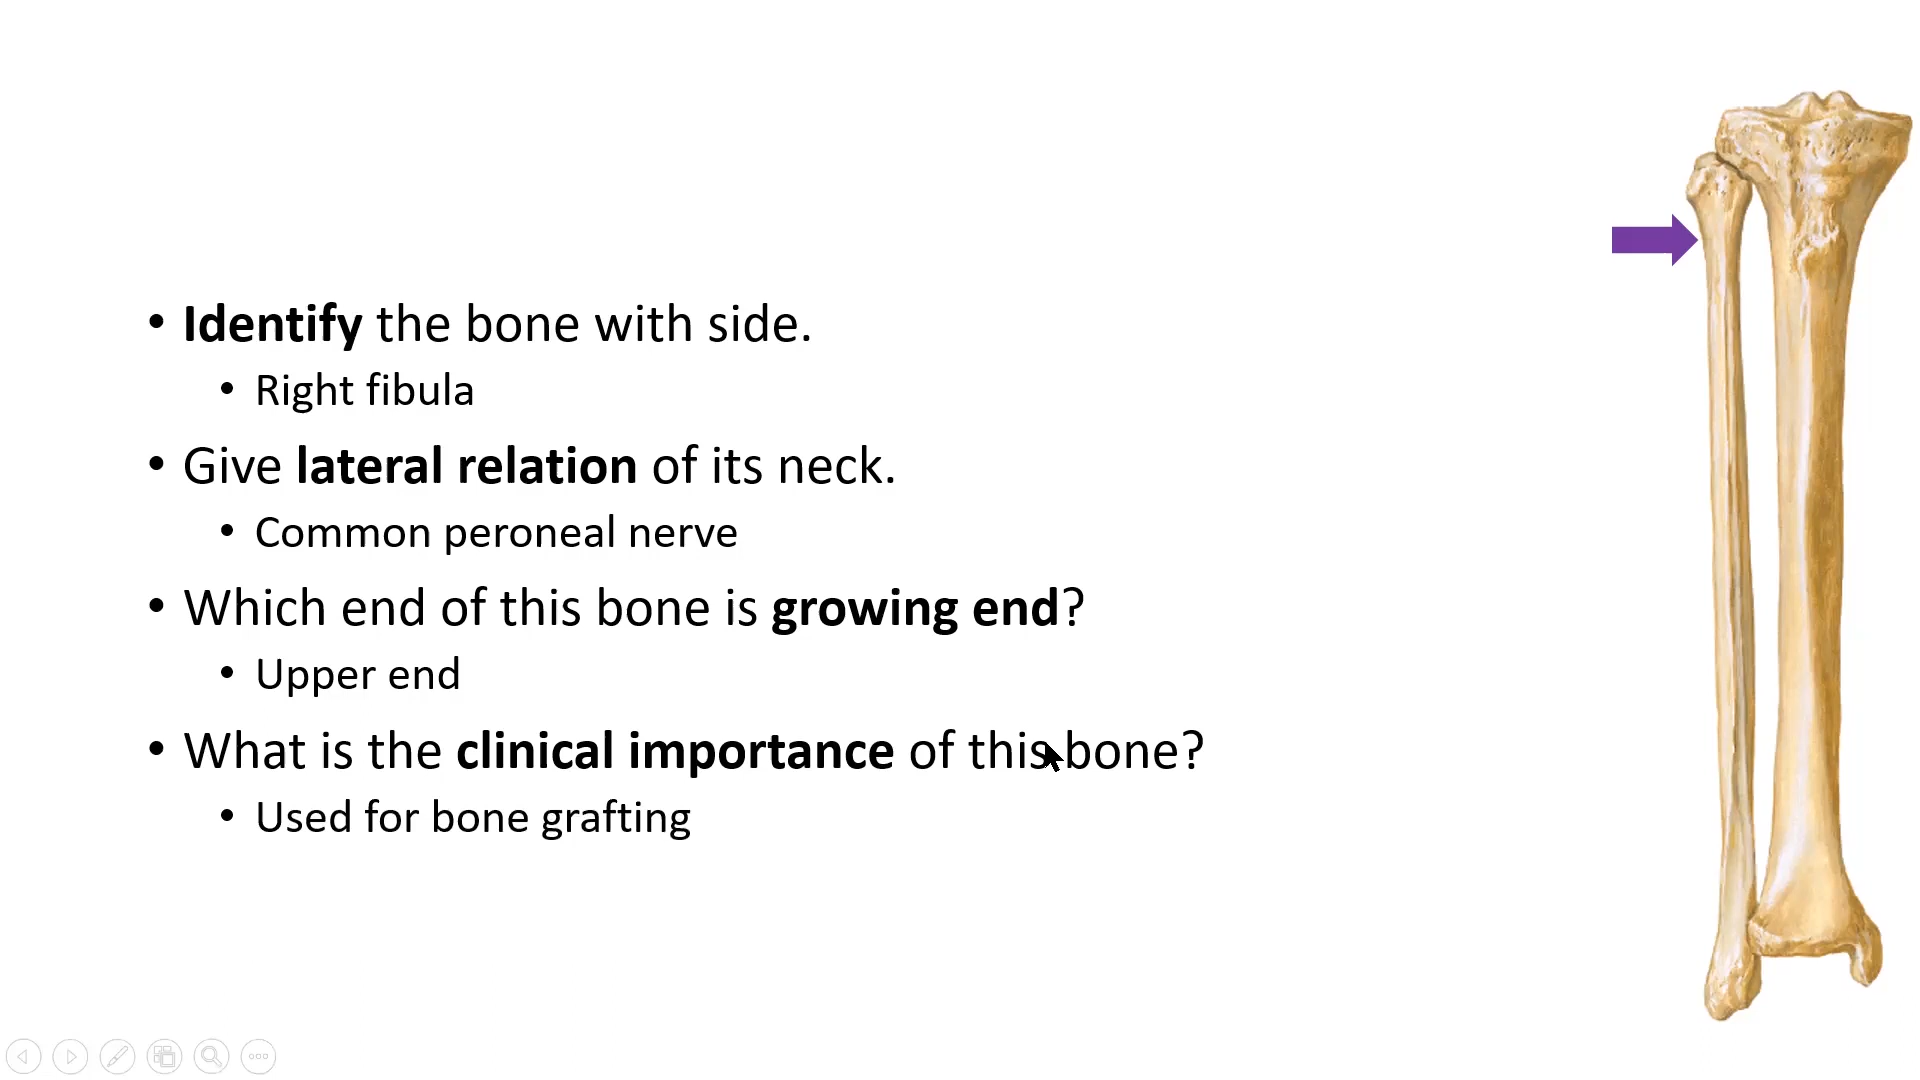 • Identify the bone with side.
• Right fibula
• Give lateral relation of its neck.
• Common peroneal nerve
• Which end of this bone is growing end?
• Upper end
• What is the clinical importance of this bone?
• Used for bone grafting